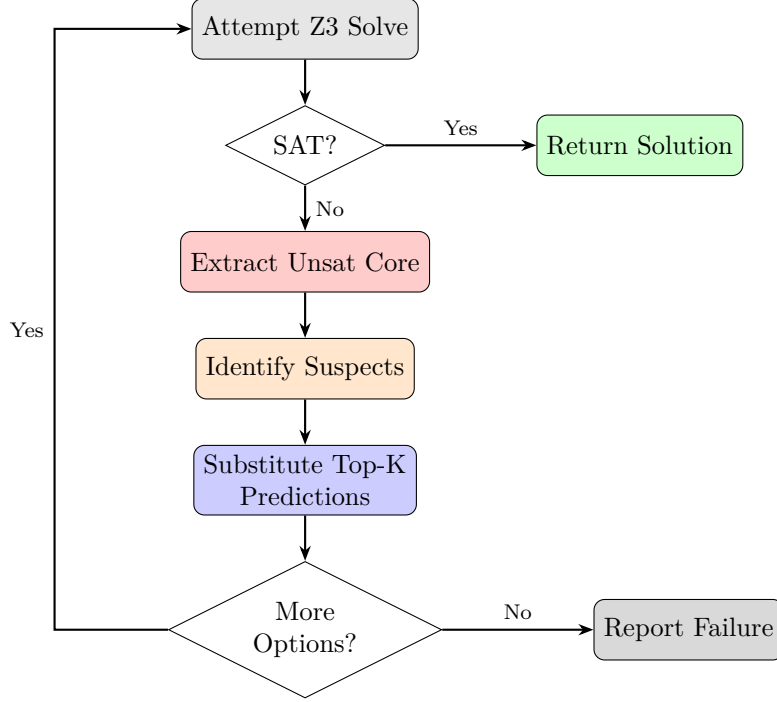 Attempt Z3 Solve
SAT?
Yes
Return Solution
No
Extract Unsat Core
Yes
Identify Suspects
Substitute Top-K
Predictions
More
Options?
No
Report Failure